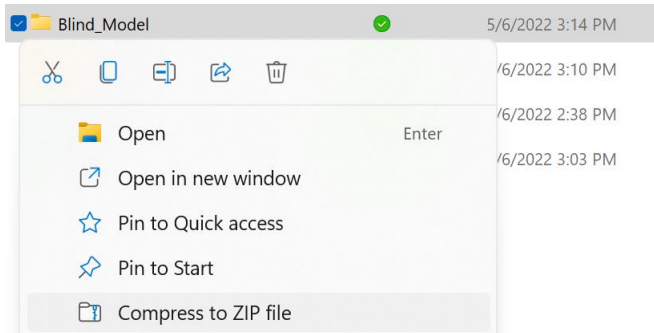 Blind_Model 5/6/2022 3:14 PM
/6/2022 3:10 PM
/6/2022 2:38 PM
Open Enter
/6/2022 3:03 PM
Open in new window
Pin to Quick access
Pin to Start
Compress to ZIP file